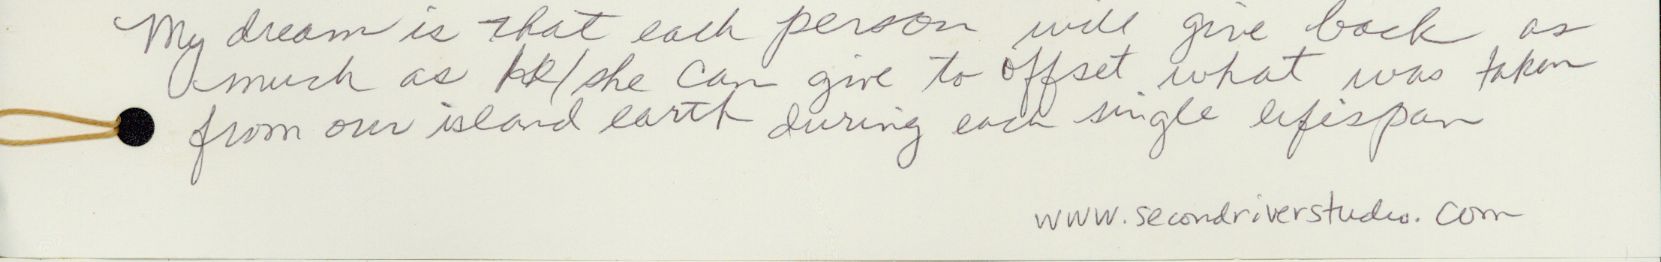 My dream is that each person will give back as
much as he/she can give to offset what was taken
from our island earth during each single lifespan
www.secondriverstudio.com